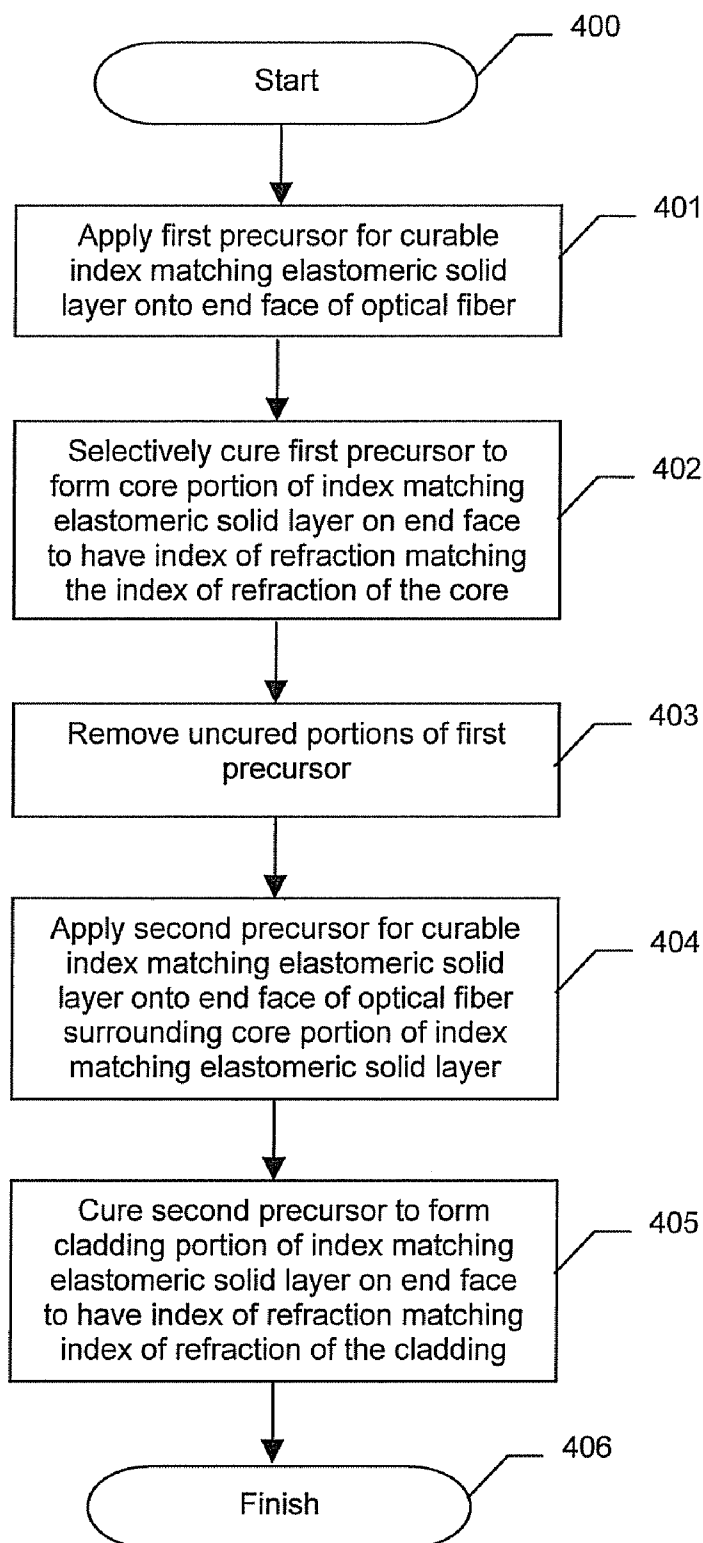 400
Start
401
Apply first precursor for curable
index matching elastomeric solid
layer onto end face of optical fiber
402
Selectively cure first precursor to
form core portion of index matching
elastomeric solid layer on end face
to have index of refraction matching
the index of refraction of the core
403
Remove uncured portions of first
precursor
404
Apply second precursor for curable
index matching elastomeric solid
layer onto end face of optical fiber
surrounding core portion of index
matching elastomeric solid layer
405
Cure second precursor to form
cladding portion of index matching
elastomeric solid layer on end face
to have index of refraction matching
index of refraction of the cladding
406
Finish